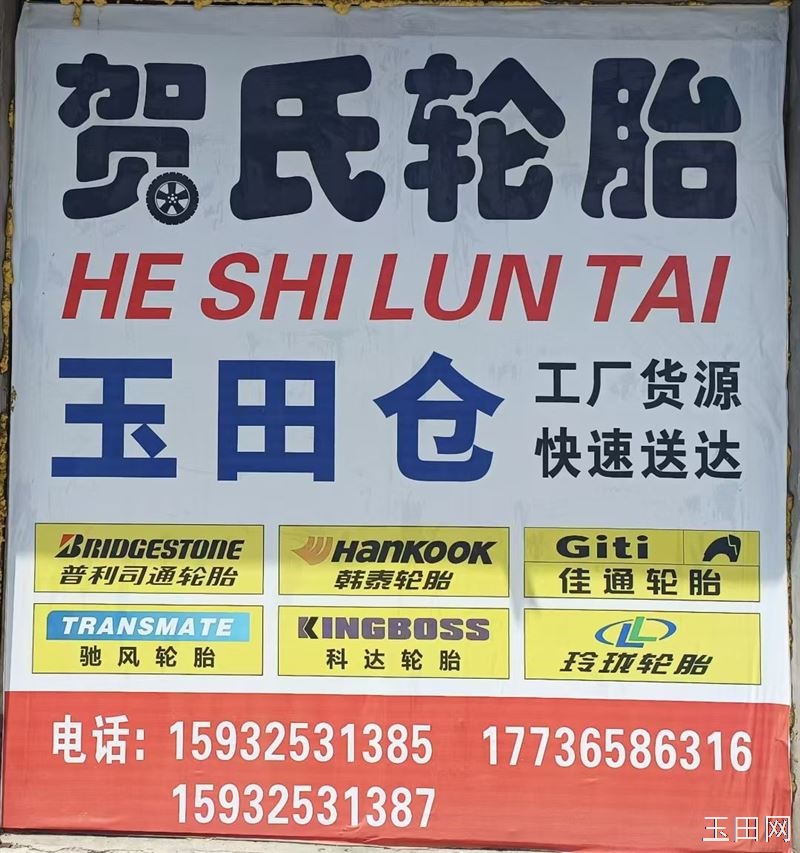 贺氏轮胎
HE SHI LUN TAI
玉田仓
工厂货源
快速送达
BRIDGESTONE
普利司通轮胎
HANKOOK
韩泰轮胎
Giti
佳通轮胎
TRANSMATE
驰风轮胎
KINGBOSS
科达轮胎
玲珑轮胎
电话：15932531385 17736586316
15932531387
玉田网